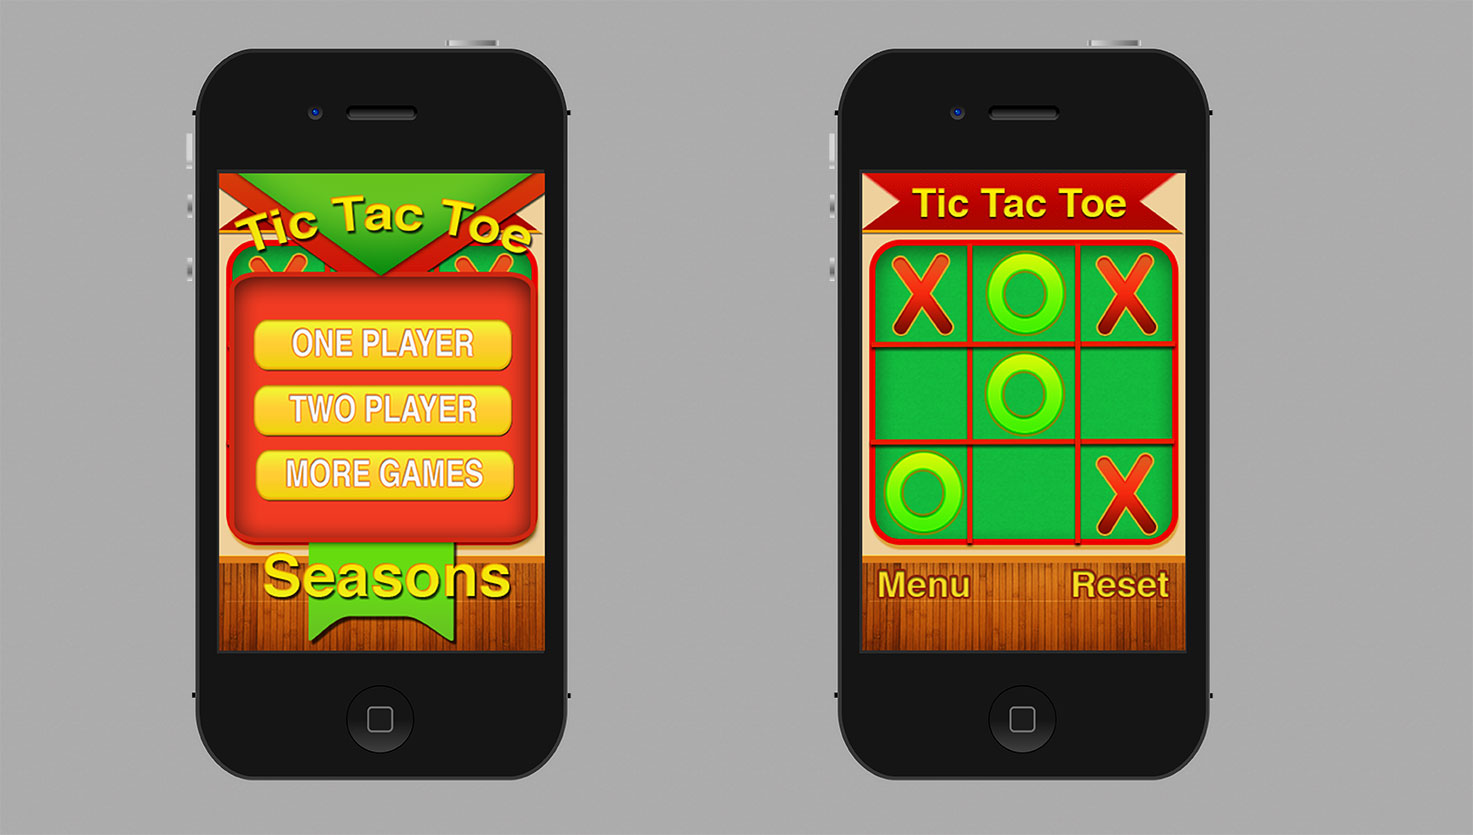 Tic Tac Toe
ONE PLAYER
TWO PLAYER
MORE GAMES
Seasons
Tic Tac Toe
X O X
O
O X
Menu Reset